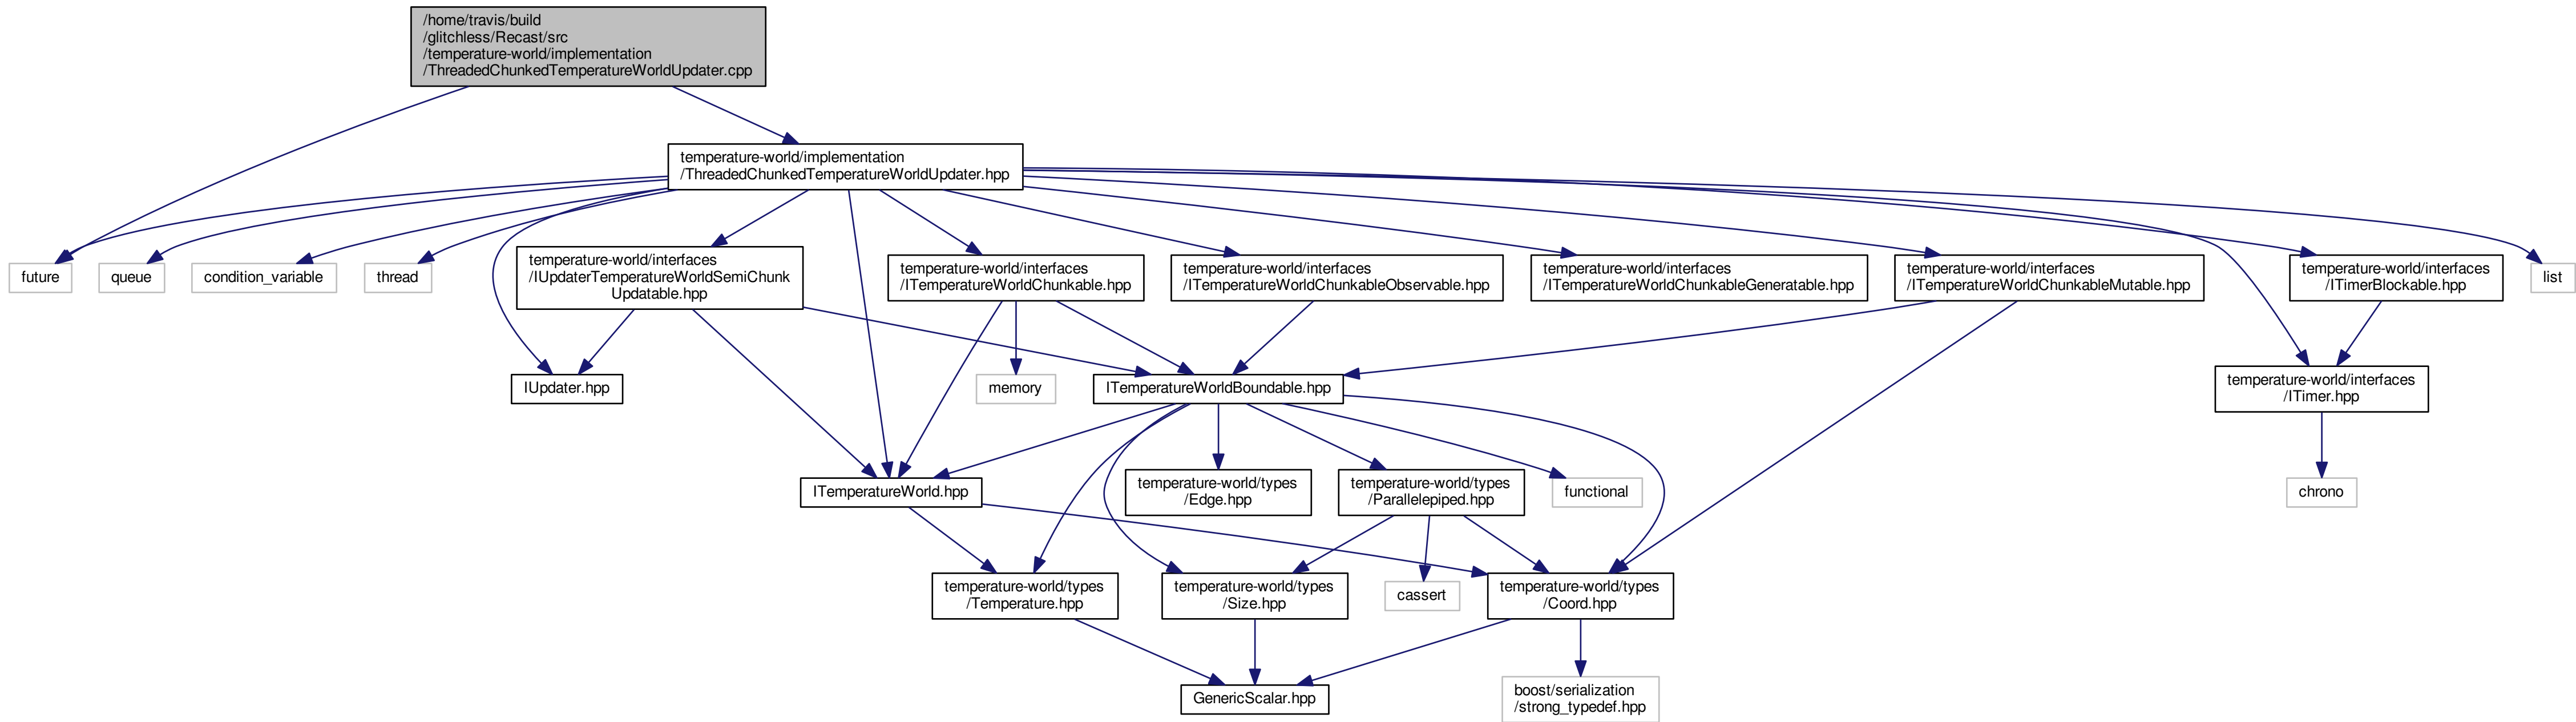 /home/travis/build
/glitchless/Recast/src
/temperature-world/implementation
/ThreadedChunkedTemperatureWorldUpdater.cpp
temperature-world/implementation
/ThreadedChunkedTemperatureWorldUpdater.hpp
future
queue
condition_variable
thread
temperature-world/interfaces
/IUpdaterTemperatureWorldSemiChunk
Updatable.hpp
temperature-world/interfaces
/ITemperatureWorldChunkable.hpp
temperature-world/interfaces
/ITemperatureWorldChunkableObservable.hpp
temperature-world/interfaces
/ITemperatureWorldChunkableGeneratable.hpp
temperature-world/interfaces
/ITemperatureWorldChunkableMutable.hpp
temperature-world/interfaces
/ITimerBlockable.hpp
list
IUpdater.hpp
memory
ITemperatureWorldBoundable.hpp
temperature-world/interfaces
/ITimer.hpp
ITemperatureWorld.hpp
temperature-world/types
/Edge.hpp
temperature-world/types
/Parallelepiped.hpp
functional
chrono
temperature-world/types
/Temperature.hpp
temperature-world/types
/Size.hpp
cassert
temperature-world/types
/Coord.hpp
GenericScalar.hpp
boost/serialization
/strong_typedef.hpp